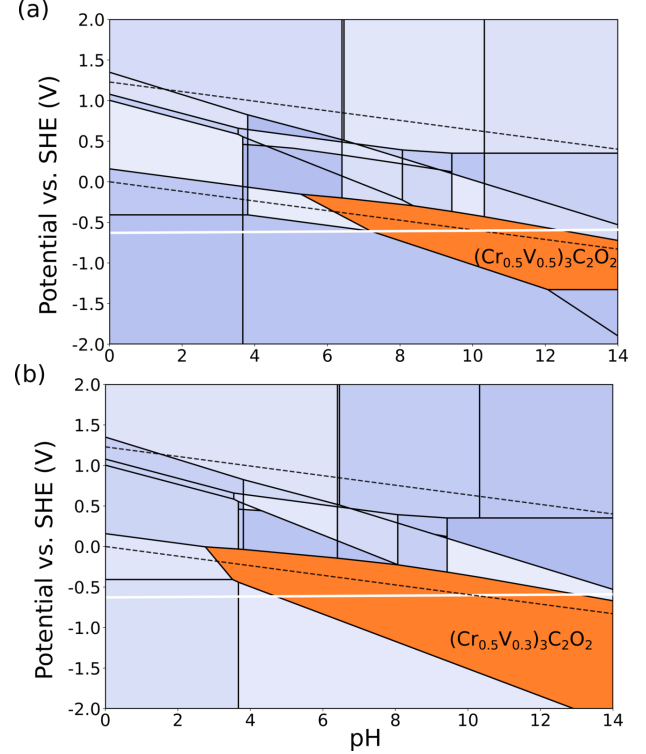 (a)
2.0
1.5
1.0
0.5
0.0
-0.5
-1.0
-1.5
-2.0
Potential vs. SHE (V)
(Cr0.5V0.5)3C2O2
0 2 4 6 8 10 12 14
(b)
2.0
1.5
1.0
0.5
0.0
-0.5
-1.0
-1.5
-2.0
Potential vs. SHE (V)
(Cr0.5V0.3)3C2O2
0 2 4 6 8 10 12 14
pH